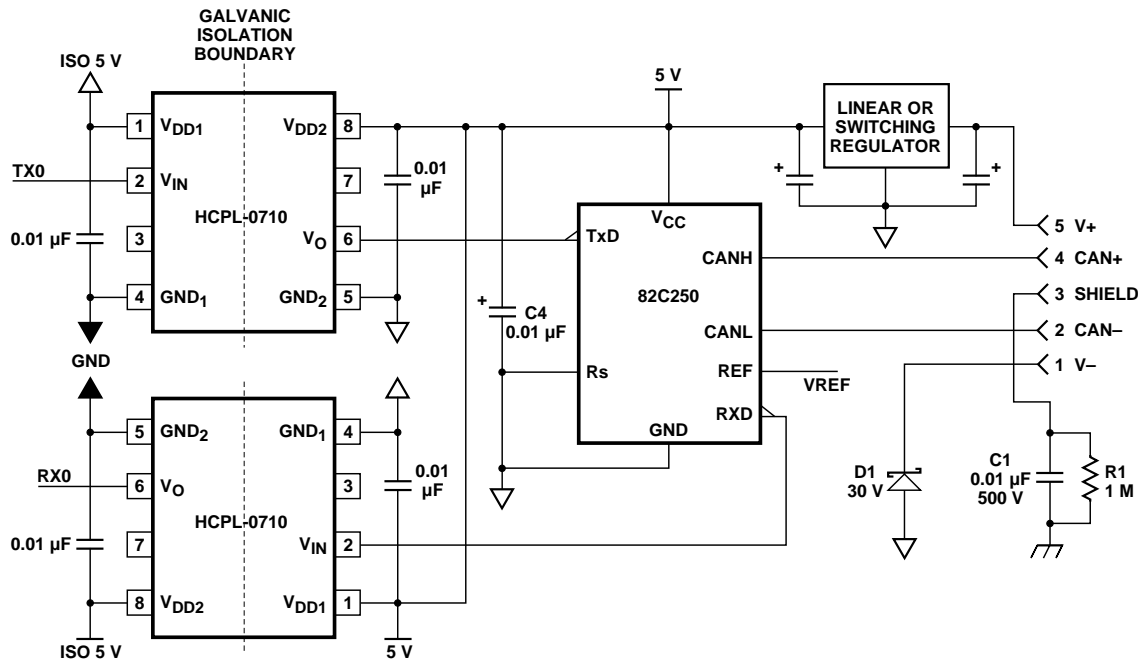 GALVANIC
ISOLATION
BOUNDARY
ISO 5 V
1
VDD1
VDD2
8
TX0
2
VIN
7
HCPL-0710
0.01
µF
0.01 µF
3
VO
6
4
GND1
GND2
5
GND
5
GND2
GND1
4
RX0
6
VO
3
HCPL-0710
0.01
µF
0.01 µF
7
VIN
2
8
VDD2
VDD1
1
ISO 5 V
5 V
5 V
LINEAR OR
SWITCHING
REGULATOR
+
+
VCC
TxD
CANH
82C250
CANL
Rs
REF
VREF
RXD
GND
+
C4
0.01 µF
5 V+
4 CAN+
3 SHIELD
2 CAN–
1 V–
D1
30 V
C1
0.01 µF
500 V
R1
1 M